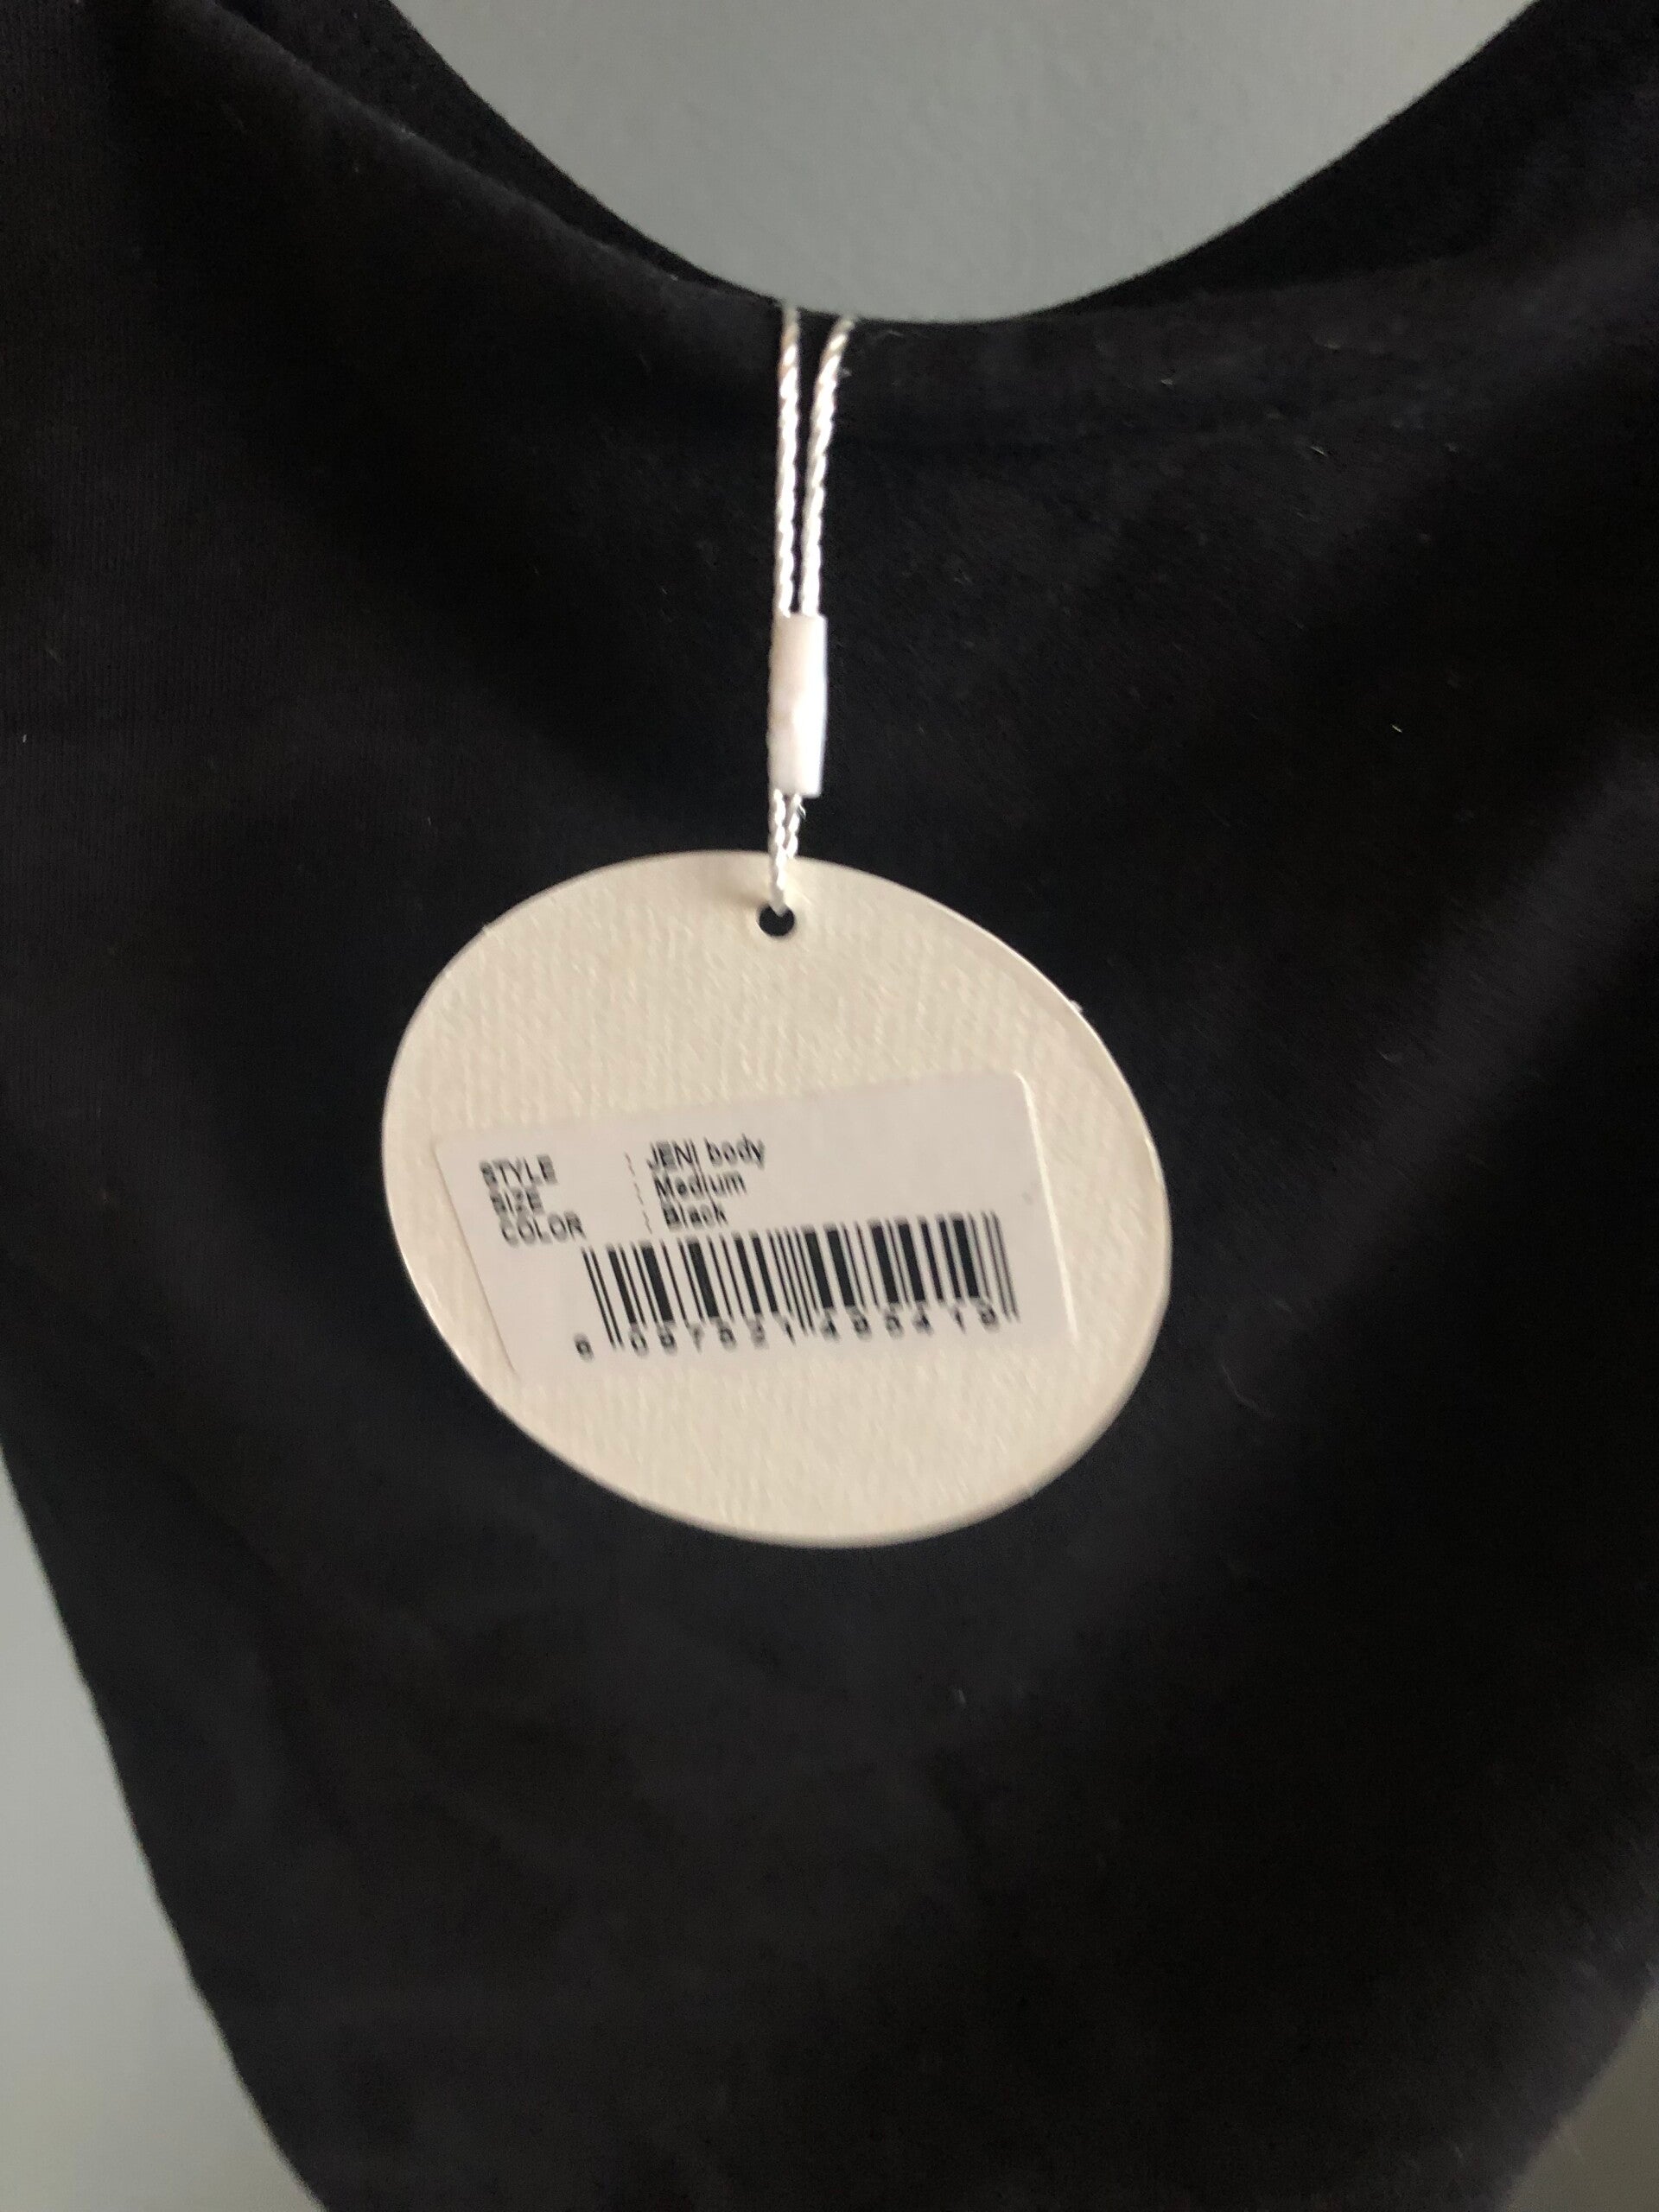 STYLE : JENI body
SIZE : Medium
COLOR : Black